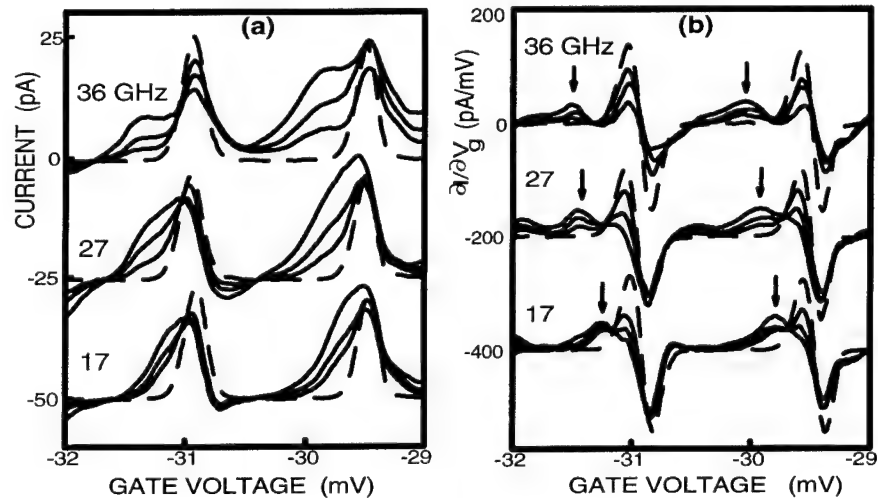 (a)
CURRENT (pA)
25
0
-25
-50
36 GHz
27
17
-32
-31
-30
-29
GATE VOLTAGE (mV)
(b)
∂I/∂Vg (pA/mV)
200
0
-200
-400
36 GHz
27
17
-32
-31
-30
-29
GATE VOLTAGE (mV)